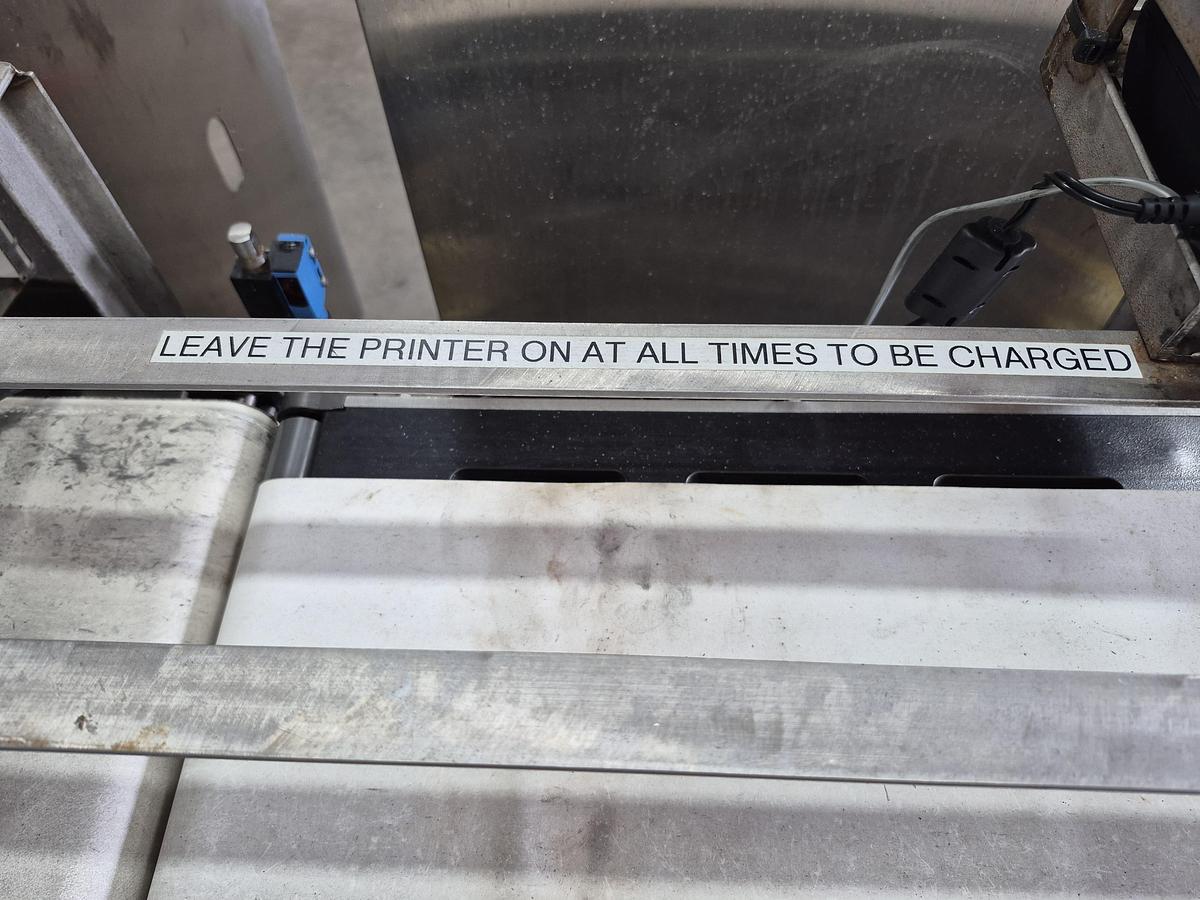 LEAVE THE PRINTER ON AT ALL TIMES TO BE CHARGED